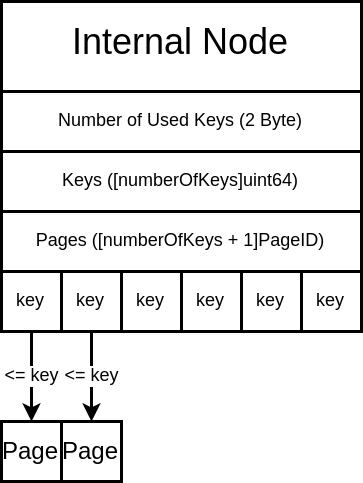 Internal Node
Number of Used Keys (2 Byte)
Keys ([numberOfKeys]uint64)
Pages ([numberOfKeys + 1]PageID)
key key key key key key
<= key <= key
Page Page